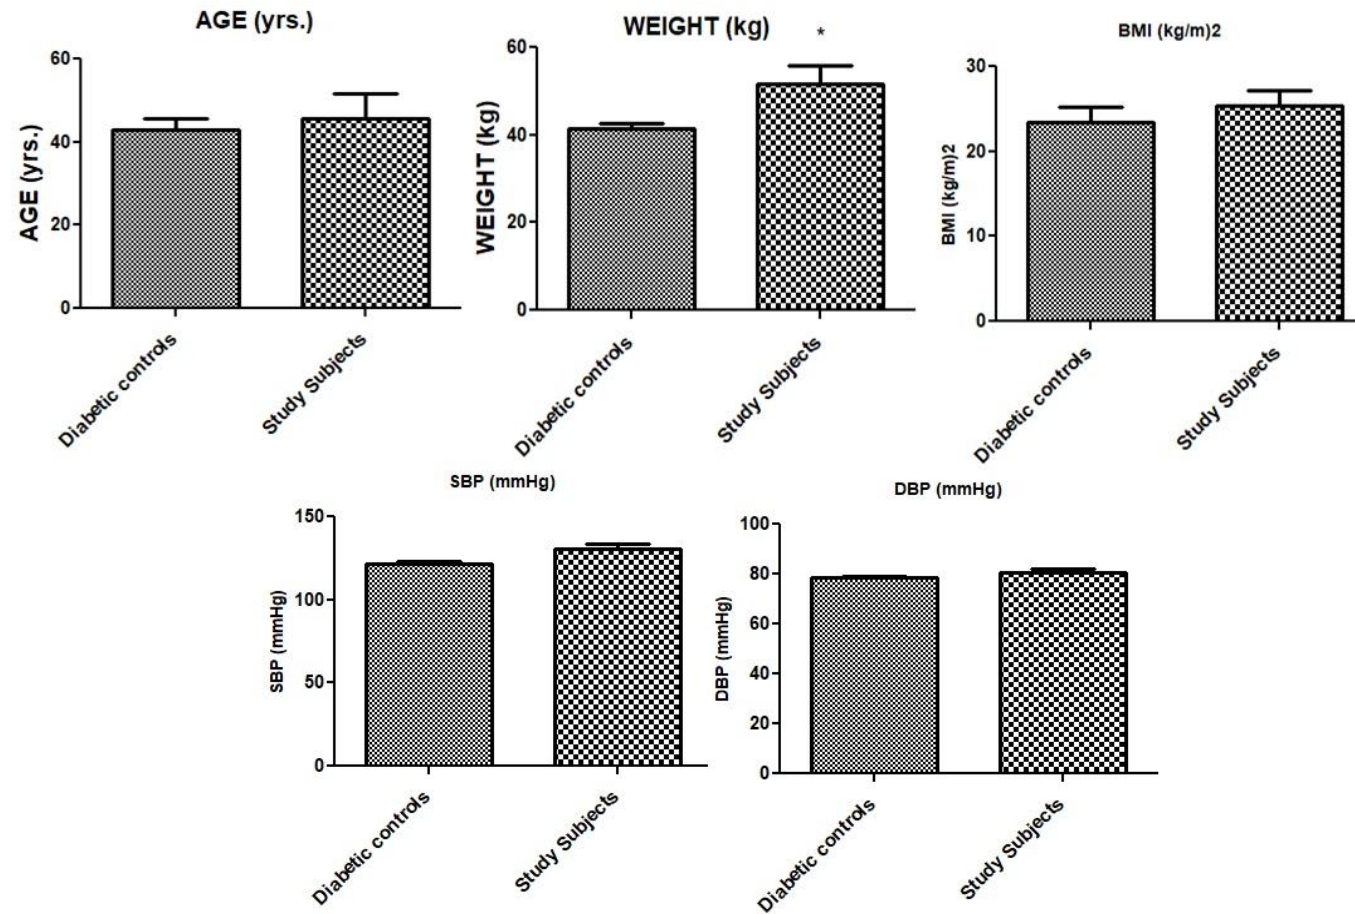 AGE (yrs.)
AGE (yrs.)
60
40
20
0
Diabetic controls
Study Subjects
WEIGHT (kg)
*
WEIGHT (kg)
60
40
20
0
Diabetic controls
Study Subjects
BMI (kg/m)2
BMI (kg/m)2
30
20
10
0
Diabetic controls
Study Subjects
SBP (mmHg)
SBP (mmHg)
150
100
50
0
Diabetic controls
Study Subjects
DBP (mmHg)
DBP (mmHg)
100
80
60
40
20
0
Diabetic controls
Study Subjects